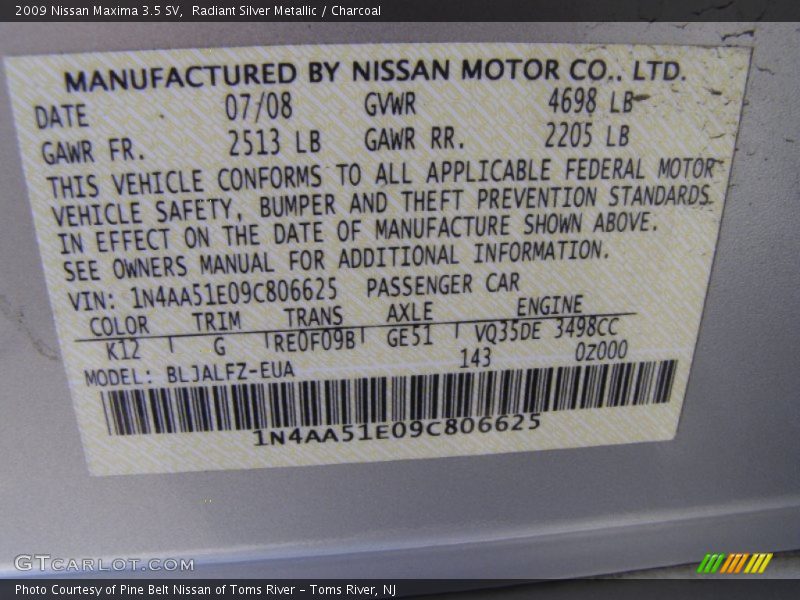 2009 Nissan Maxima 3.5 SV,  Radiant Silver Metallic / Charcoal
MANUFACTURED BY NISSAN MOTOR CO., LTD.
DATE 07/08 GVWR 4698 LB
GAWR FR. 2513 LB GAWR RR. 2205 LB
THIS VEHICLE CONFORMS TO ALL APPLICABLE FEDERAL MOTOR
VEHICLE SAFETY, BUMPER AND THEFT PREVENTION STANDARDS
IN EFFECT ON THE DATE OF MANUFACTURE SHOWN ABOVE.
SEE OWNERS MANUAL FOR ADDITIONAL INFORMATION.
VIN: 1N4AA51E09C806625 PASSENGER CAR
COLOR TRIM TRANS AXLE ENGINE
K12 G RE0F09B GE51 VQ35DE 3498CC
143 0Z000
MODEL: BLJALFZ-EUA
1N4AA51E09C806625
GTCARLOT.COM
Photo Courtesy of Pine Belt Nissan of Toms River – Toms River, NJ